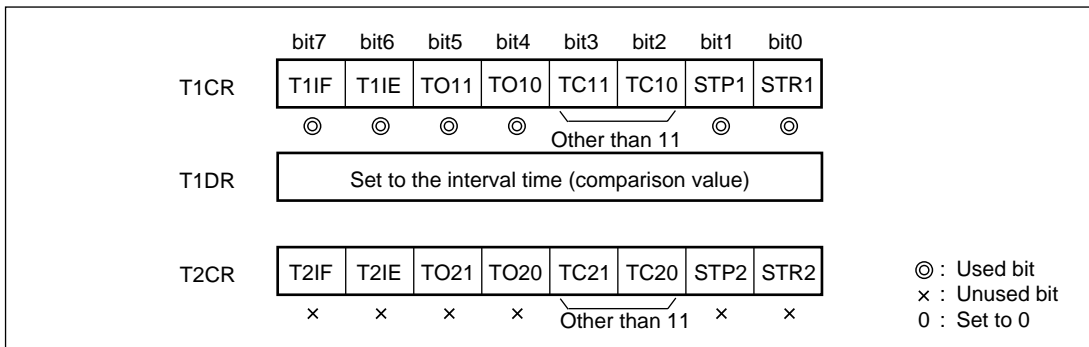 bit7 bit6 bit5 bit4 bit3 bit2 bit1 bit0
T1CR T1IF T1IE TO11 TO10 TC11 TC10 STP1 STR1
◎ ◎ ◎ ◎ Other than 11 ◎ ◎
T1DR Set to the interval time (comparison value)
T2CR T2IF T2IE TO21 TO20 TC21 TC20 STP2 STR2
× × × × Other than 11 × ×
◎ : Used bit
× : Unused bit
0 : Set to 0